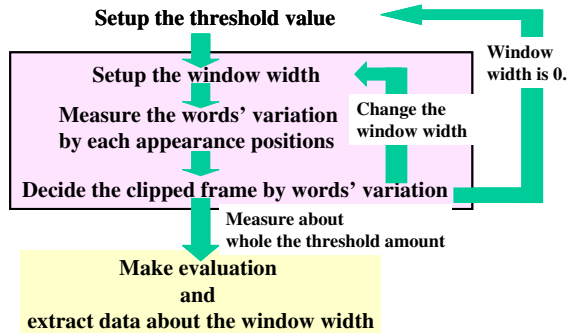 Setup the threshold value
Window
width is 0.
Setup the window width
Change the
window width
Measure the words' variation
by each appearance positions
Decide the clipped frame by words' variation
Measure about
whole the threshold amount
Make evaluation
and
extract data about the window width